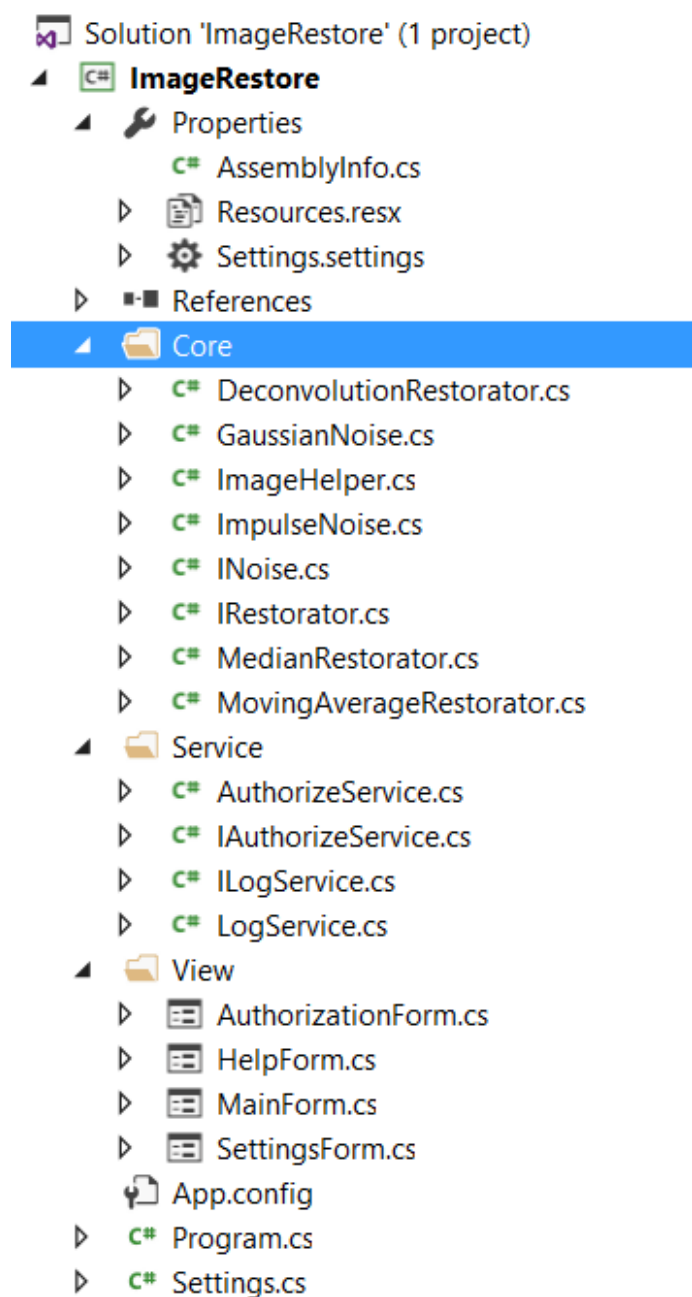 Solution 'ImageRestore' (1 project)
C# ImageRestore
Properties
C# AssemblyInfo.cs
Resources.resx
Settings.settings
References
Core
C# DeconvolutionRestorator.cs
C# GaussianNoise.cs
C# ImageHelper.cs
C# ImpulseNoise.cs
C# INoise.cs
C# IRestorator.cs
C# MedianRestorator.cs
C# MovingAverageRestorator.cs
Service
C# AuthorizeService.cs
C# IAuthorizeService.cs
C# ILogService.cs
C# LogService.cs
View
AuthorizationForm.cs
HelpForm.cs
MainForm.cs
SettingsForm.cs
App.config
C# Program.cs
C# Settings.cs